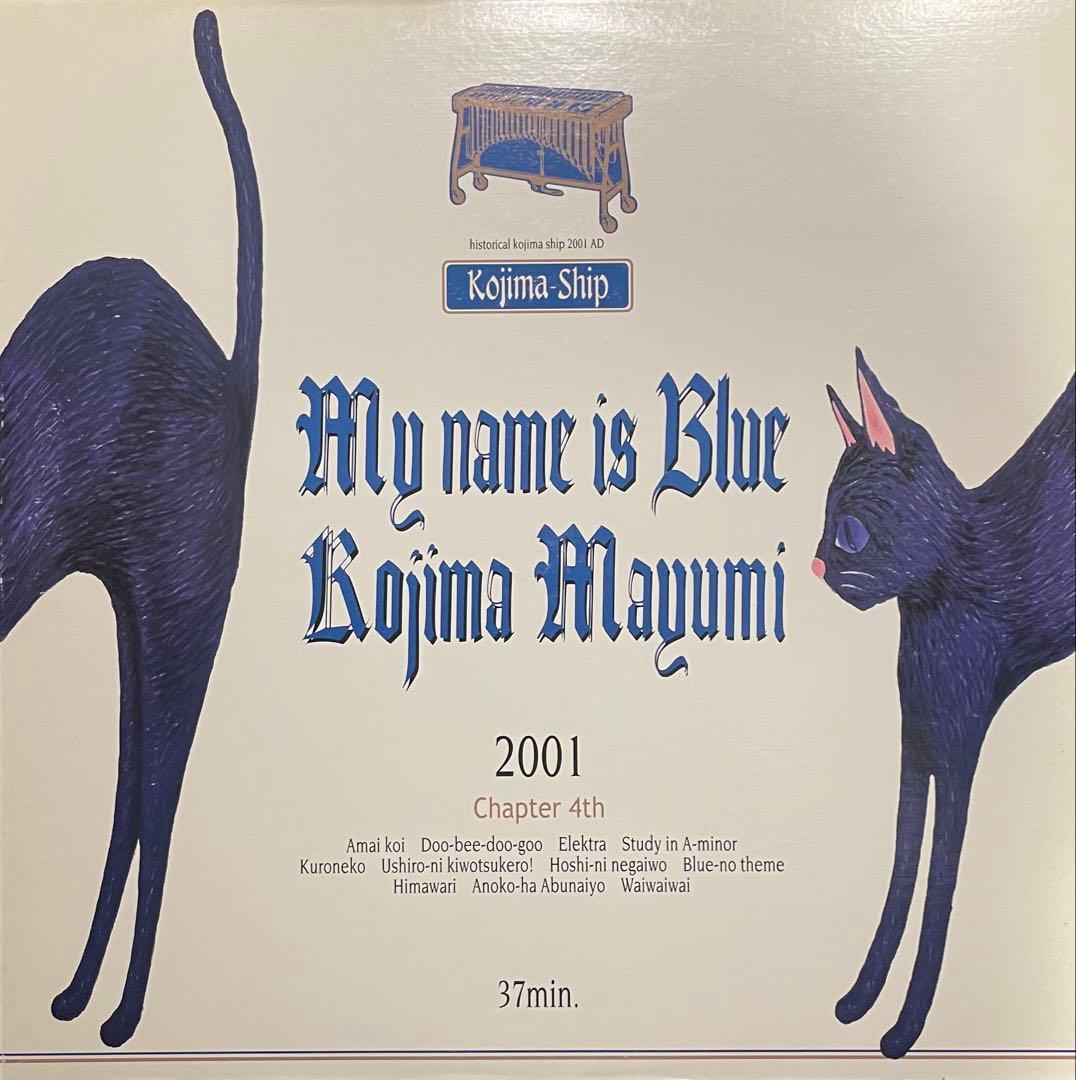 historical kojima ship 2001 AD
Kojima-Ship
My name is Blue
Kojima Mayumi
2001
Chapter 4th
Amai koi Doo-bee-doo-goo Elektra Study in A-minor
Kuroneko Ushiro-ni kiwotsukero! Hoshi-ni negaiwo Blue-no theme
Himawari Anoko-ha Abunaiyo Waiwaiwai
37min.